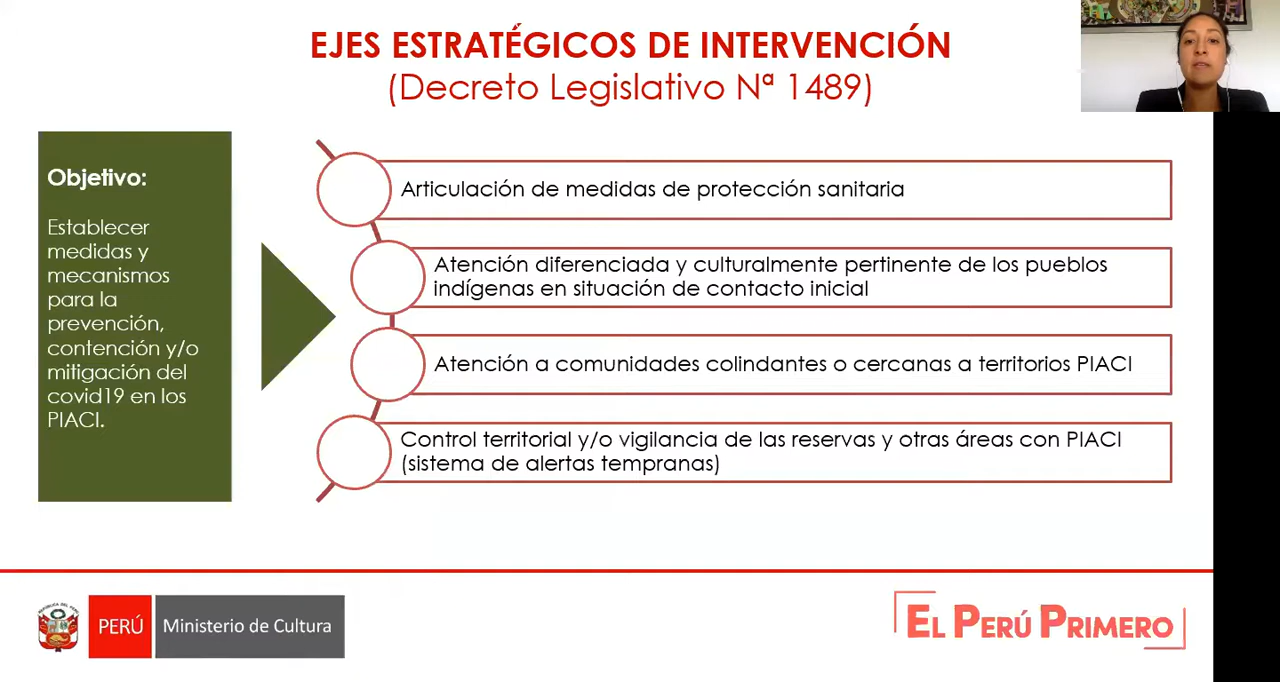 EJES ESTRATÉGICOS DE INTERVENCIÓN
(Decreto Legislativo Nª 1489)
Objetivo:
Establecer
medidas y
mecanismos
para la
prevención,
contención y/o
mitigación del
covid19 en los
PIACI.
Articulación de medidas de protección sanitaria
Atención diferenciada y culturalmente pertinente de los pueblos
indígenas en situación de contacto inicial
Atención a comunidades colindantes o cercanas a territorios PIACI
Control territorial y/o vigilancia de las reservas y otras áreas con PIACI
(sistema de alertas tempranas)
REPÚBLICA DEL PERÚ
PERÚ
Ministerio de Cultura
EL PERÚ PRIMERO